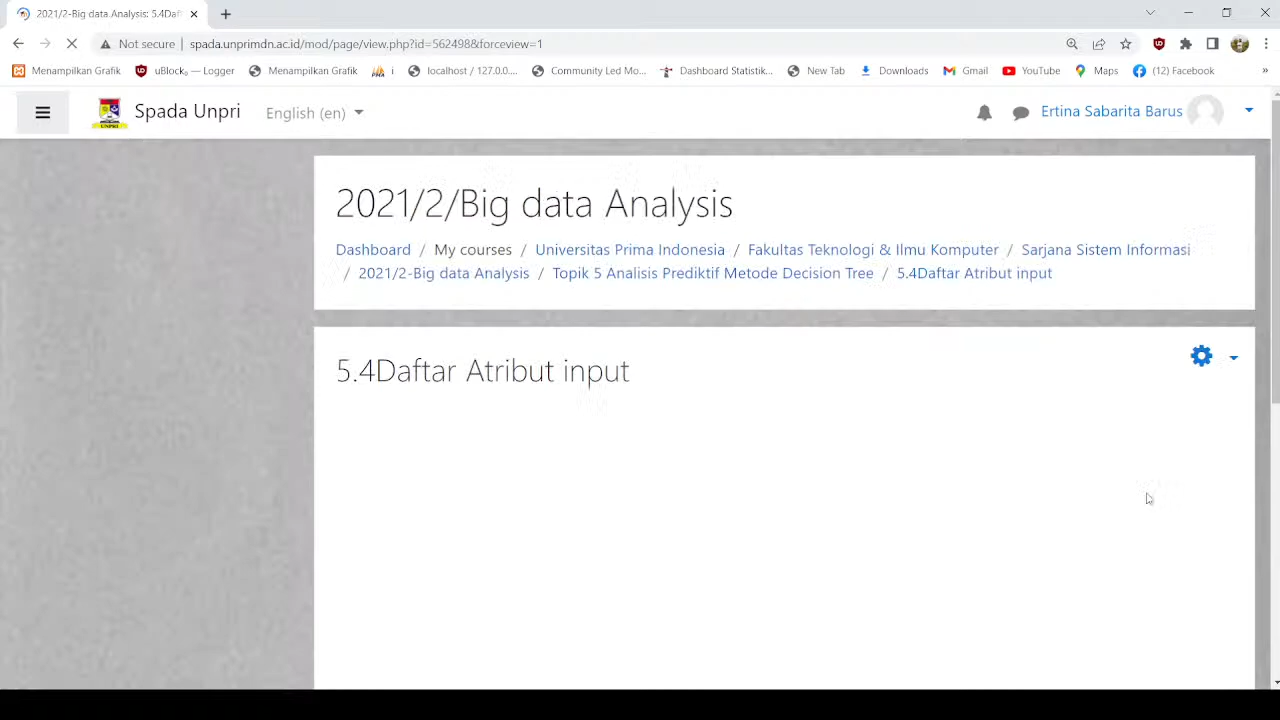 2021/2-Big data Analysis: 5.4Daf
Not secure | spada.unprimdn.ac.id/mod/page/view.php?id=562498&forceview=1
Menampilkan Grafik uBlock₀ — Logger Menampilkan Grafik i localhost / 127.0.0.... Community Led Mo... Dashboard Statistik... New Tab Downloads Gmail YouTube Maps (12) Facebook »
Spada Unpri English (en) Ertina Sabarita Barus
2021/2/Big data Analysis
Dashboard / My courses / Universitas Prima Indonesia / Fakultas Teknologi & Ilmu Komputer / Sarjana Sistem Informasi
/ 2021/2-Big data Analysis / Topik 5 Analisis Prediktif Metode Decision Tree / 5.4Daftar Atribut input
5.4Daftar Atribut input